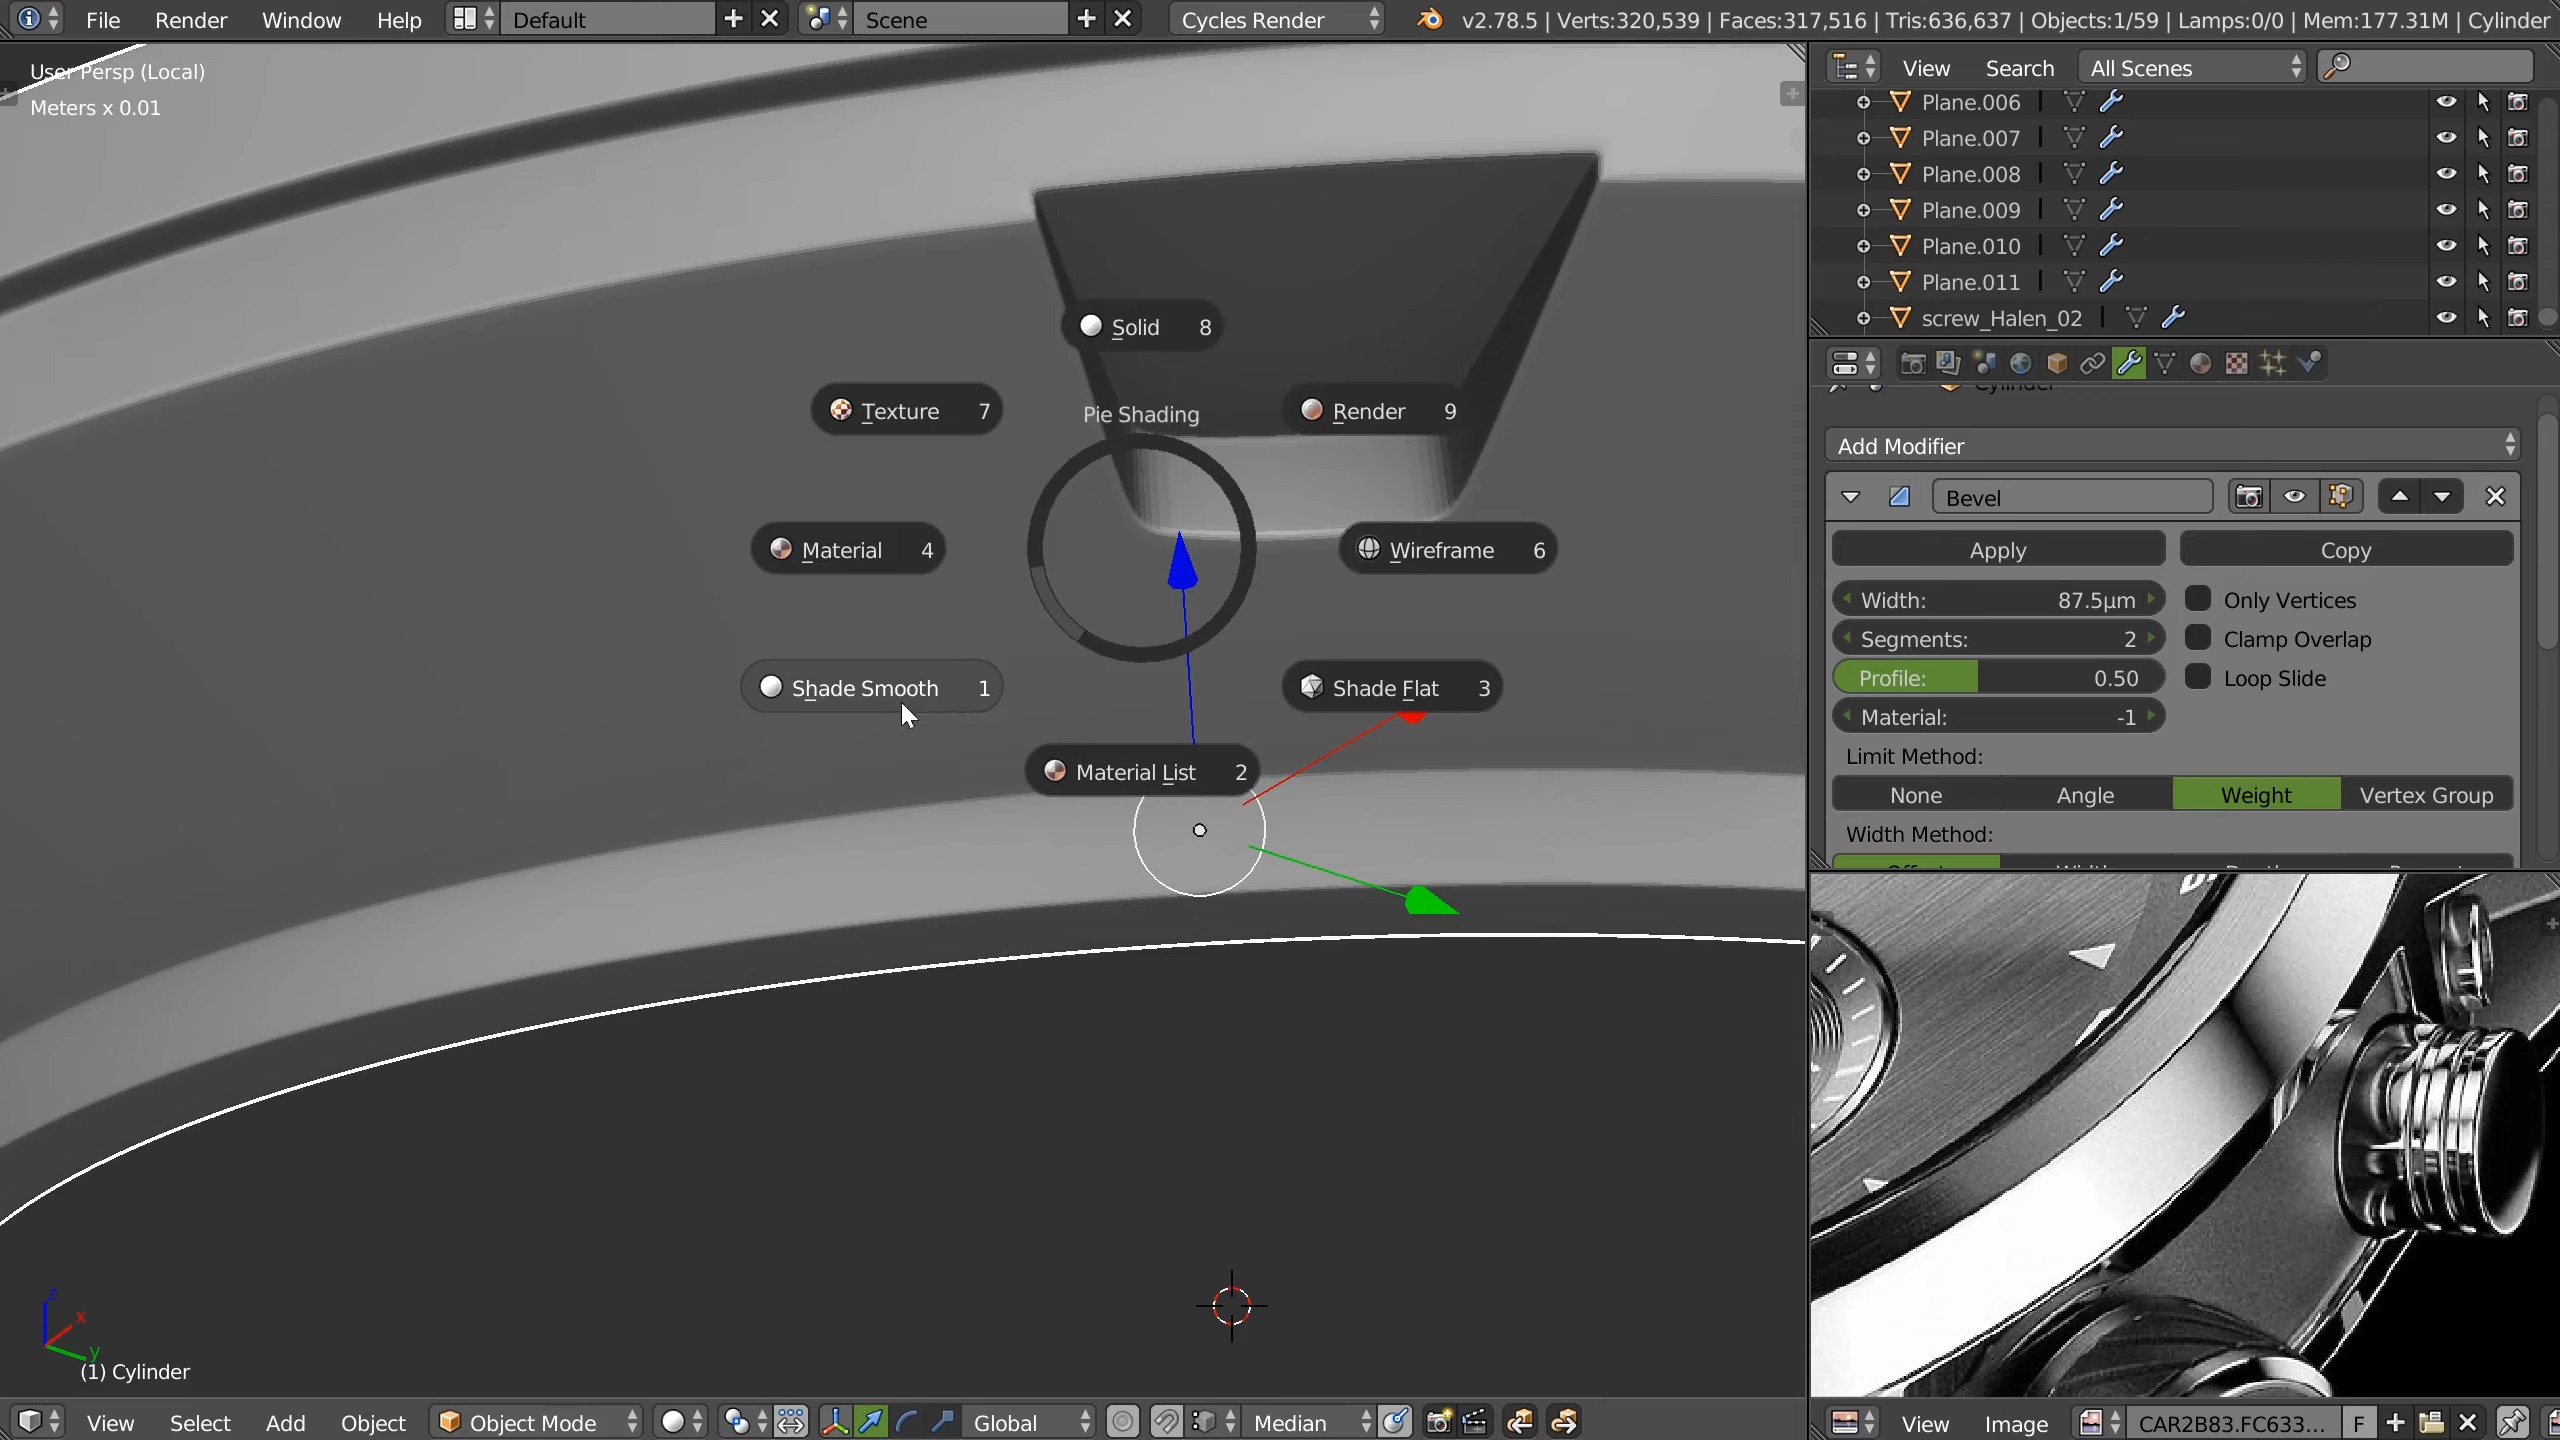 File Render Window Help Default Scene Cycles Render v2.78.5 | Verts:320,539 | Faces:317,516 | Tris:636,637 | Objects:1/59 | Lamps:0/0 | Mem:177.31M | Cylinder
User Persp (Local)
Meters x 0.01
View Search All Scenes
Plane.006
Plane.007
Plane.008
Plane.009
Plane.010
Plane.011
screw_Halen_02
Solid 8
Texture 7
Pie Shading
Render 9
Material 4
Wireframe 6
Shade Smooth 1
Shade Flat 3
Material List 2
Cylinder
Add Modifier
Bevel
Apply Copy
Width: 87.5µm Only Vertices
Segments: 2 Clamp Overlap
Profile: 0.50 Loop Slide
Material: -1
Limit Method:
None Angle Weight Vertex Group
Width Method:
z
x
y
(1) Cylinder
View Select Add Object Object Mode Global Median
View Image CAR2B83.FC633... F